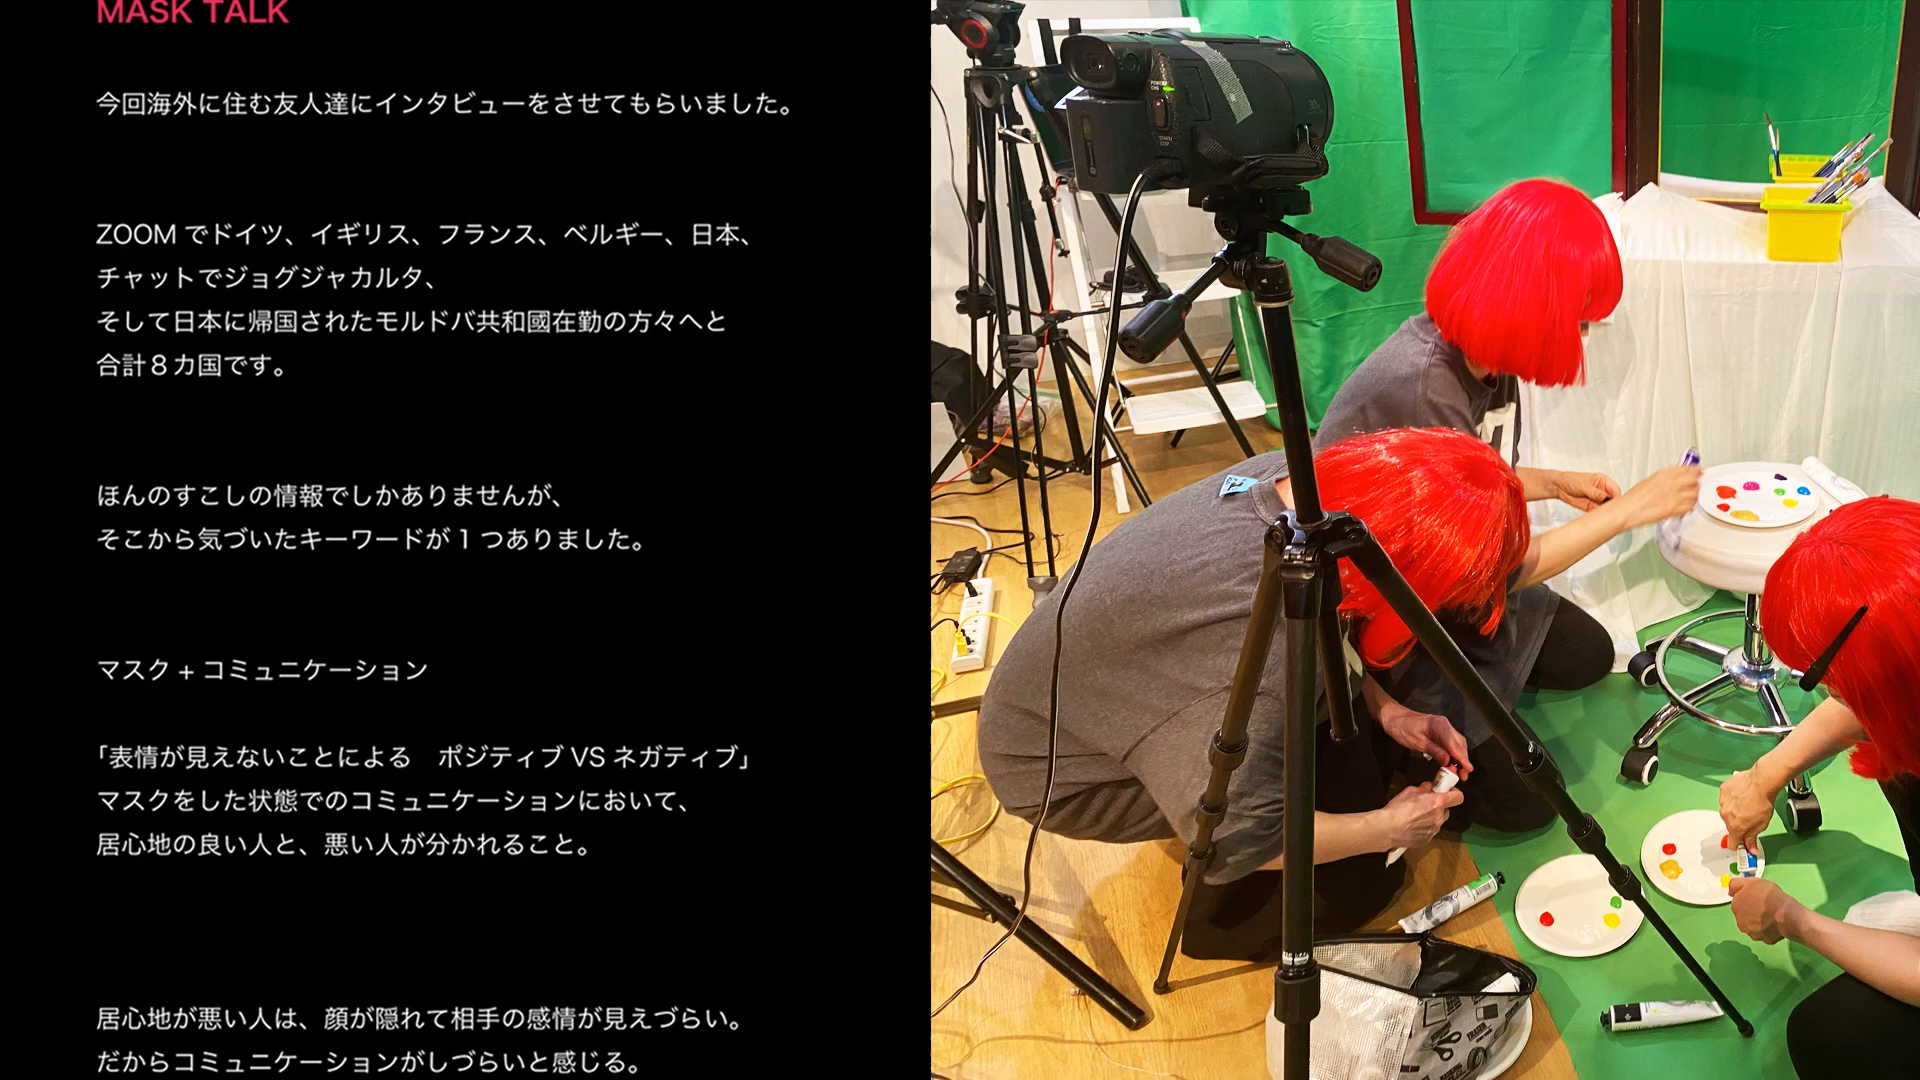 MASK TALK
今回海外に住む友人達にインタビューをさせてもらいました。
ZOOM でドイツ、イギリス、フランス、ベルギー、日本、
チャットでジョグジャカルタ、
そして日本に帰国されたモルドバ共和國在勤の方々へと
合計８カ国です。
ほんのすこしの情報でしかありませんが、
そこから気づいたキーワードが 1 つありました。
マスク + コミュニケーション
「表情が見えないことによる　ポジティブ VS ネガティブ」
マスクをした状態でのコミュニケーションにおいて、
居心地の良い人と、悪い人が分かれること。
居心地が悪い人は、顔が隠れて相手の感情が見えづらい。
だからコミュニケーションがしづらいと感じる。